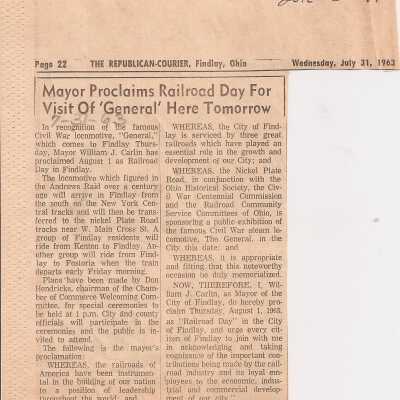 Page 22 THE REPUBLICAN-COURIER, Findlay, Ohio Wednesday, July 31, 1963
Mayor Proclaims Railroad Day For
Visit Of 'General' Here Tomorrow
7-31-63
In recognition of the famous
Civil War locomotive, "General,"
which comes to Findlay Thurs-
day, Mayor William J. Carlin has
proclaimed August 1 as Railroad
Day in Findlay.
The locomotive which figured in
the Andrews Raid over a century
age will arrive in Findlay from
the south on the New York Cen-
tral tracks and will then be trans-
ferred to the nickel Plate Road
tracks near W. Main Cross St. A
group of Findlay residents will
ride from Kenton to Findlay. An-
other group will ride from Find-
lay to Fostoria when the train
departs early Friday morning.
Plans have been made by Don
Hendricks, chairman of the Cham-
ber of Commerce Welcoming Com-
mittee, for special ceremonies to
be held at 1 p.m. City and county
officials will participate in the
ceremonies and the public is in-
vited to attend.
The following is the mayor's
proclamation:
WHEREAS, the railroads of
America have been instrumen-
tal in the building of our nation
to a position of leadership
throughout the world; and
WHEREAS, the City of Find-
lay is serviced by three great
railroads which have played an
essential role in the growth and
development of our City; and
WHEREAS, the Nickel Plate
Road, in conjunction with the
Ohio Historical Society, the Civ-
il War Centennial Commission
and the Railroad Community
Service Committees of Ohio, is
sponsoring a public exhibition of
the famous Civil War steam lo-
comotive, The General, in the
City this date; and
WHEREAS, it is appropriate
and fitting that this noteworthy
occasion be duly memorialized.
NOW, THEREFORE, I, Wil-
liam J. Carlin, as Mayor of the
City of Findlay, do hereby pro-
claim Thursday, August 1, 1963,
as "Railroad Day" in the City
of Findlay, and urge every citi-
zen of Findlay to join with me
in acknowledging and taking
cognizance of the important con-
tributions being made by the rail-
road industry and its loyal em-
ployees to the economic, indus-
trial and commercial develop-
ment of our city."